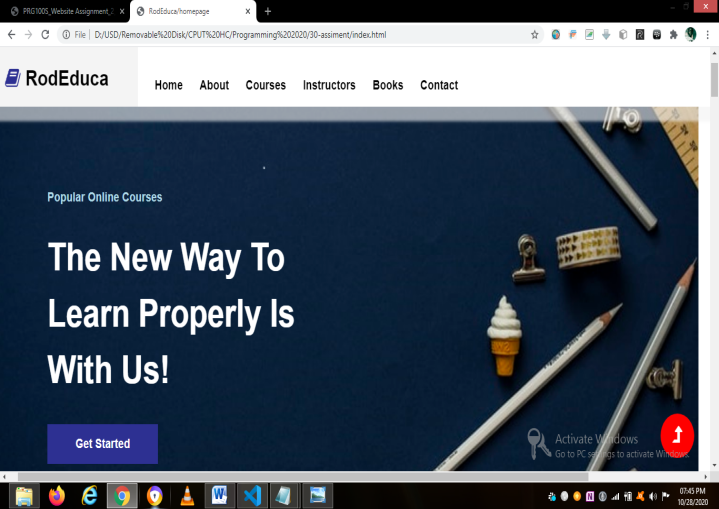 PRG100S_Website Assignment_2
RodEduca/homepage
File | D:/USD/Removable%20Disk/CPUT%20HC/Programming%202020/30-assiment/index.html
RodEduca
Home About Courses Instructors Books Contact
Popular Online Courses
The New Way To
Learn Properly Is
With Us!
Get Started
Activate Windows
Go to PC settings to activate Windows.
07:45 PM
10/28/2020